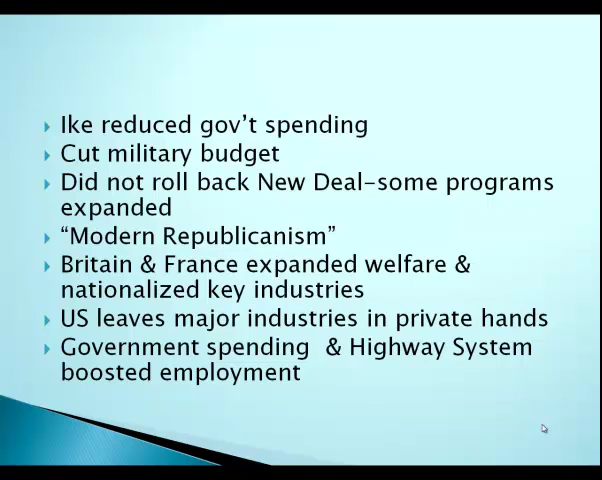 Ike reduced gov’t spending
Cut military budget
Did not roll back New Deal-some programs
expanded
“Modern Republicanism”
Britain & France expanded welfare &
nationalized key industries
US leaves major industries in private hands
Government spending & Highway System
boosted employment